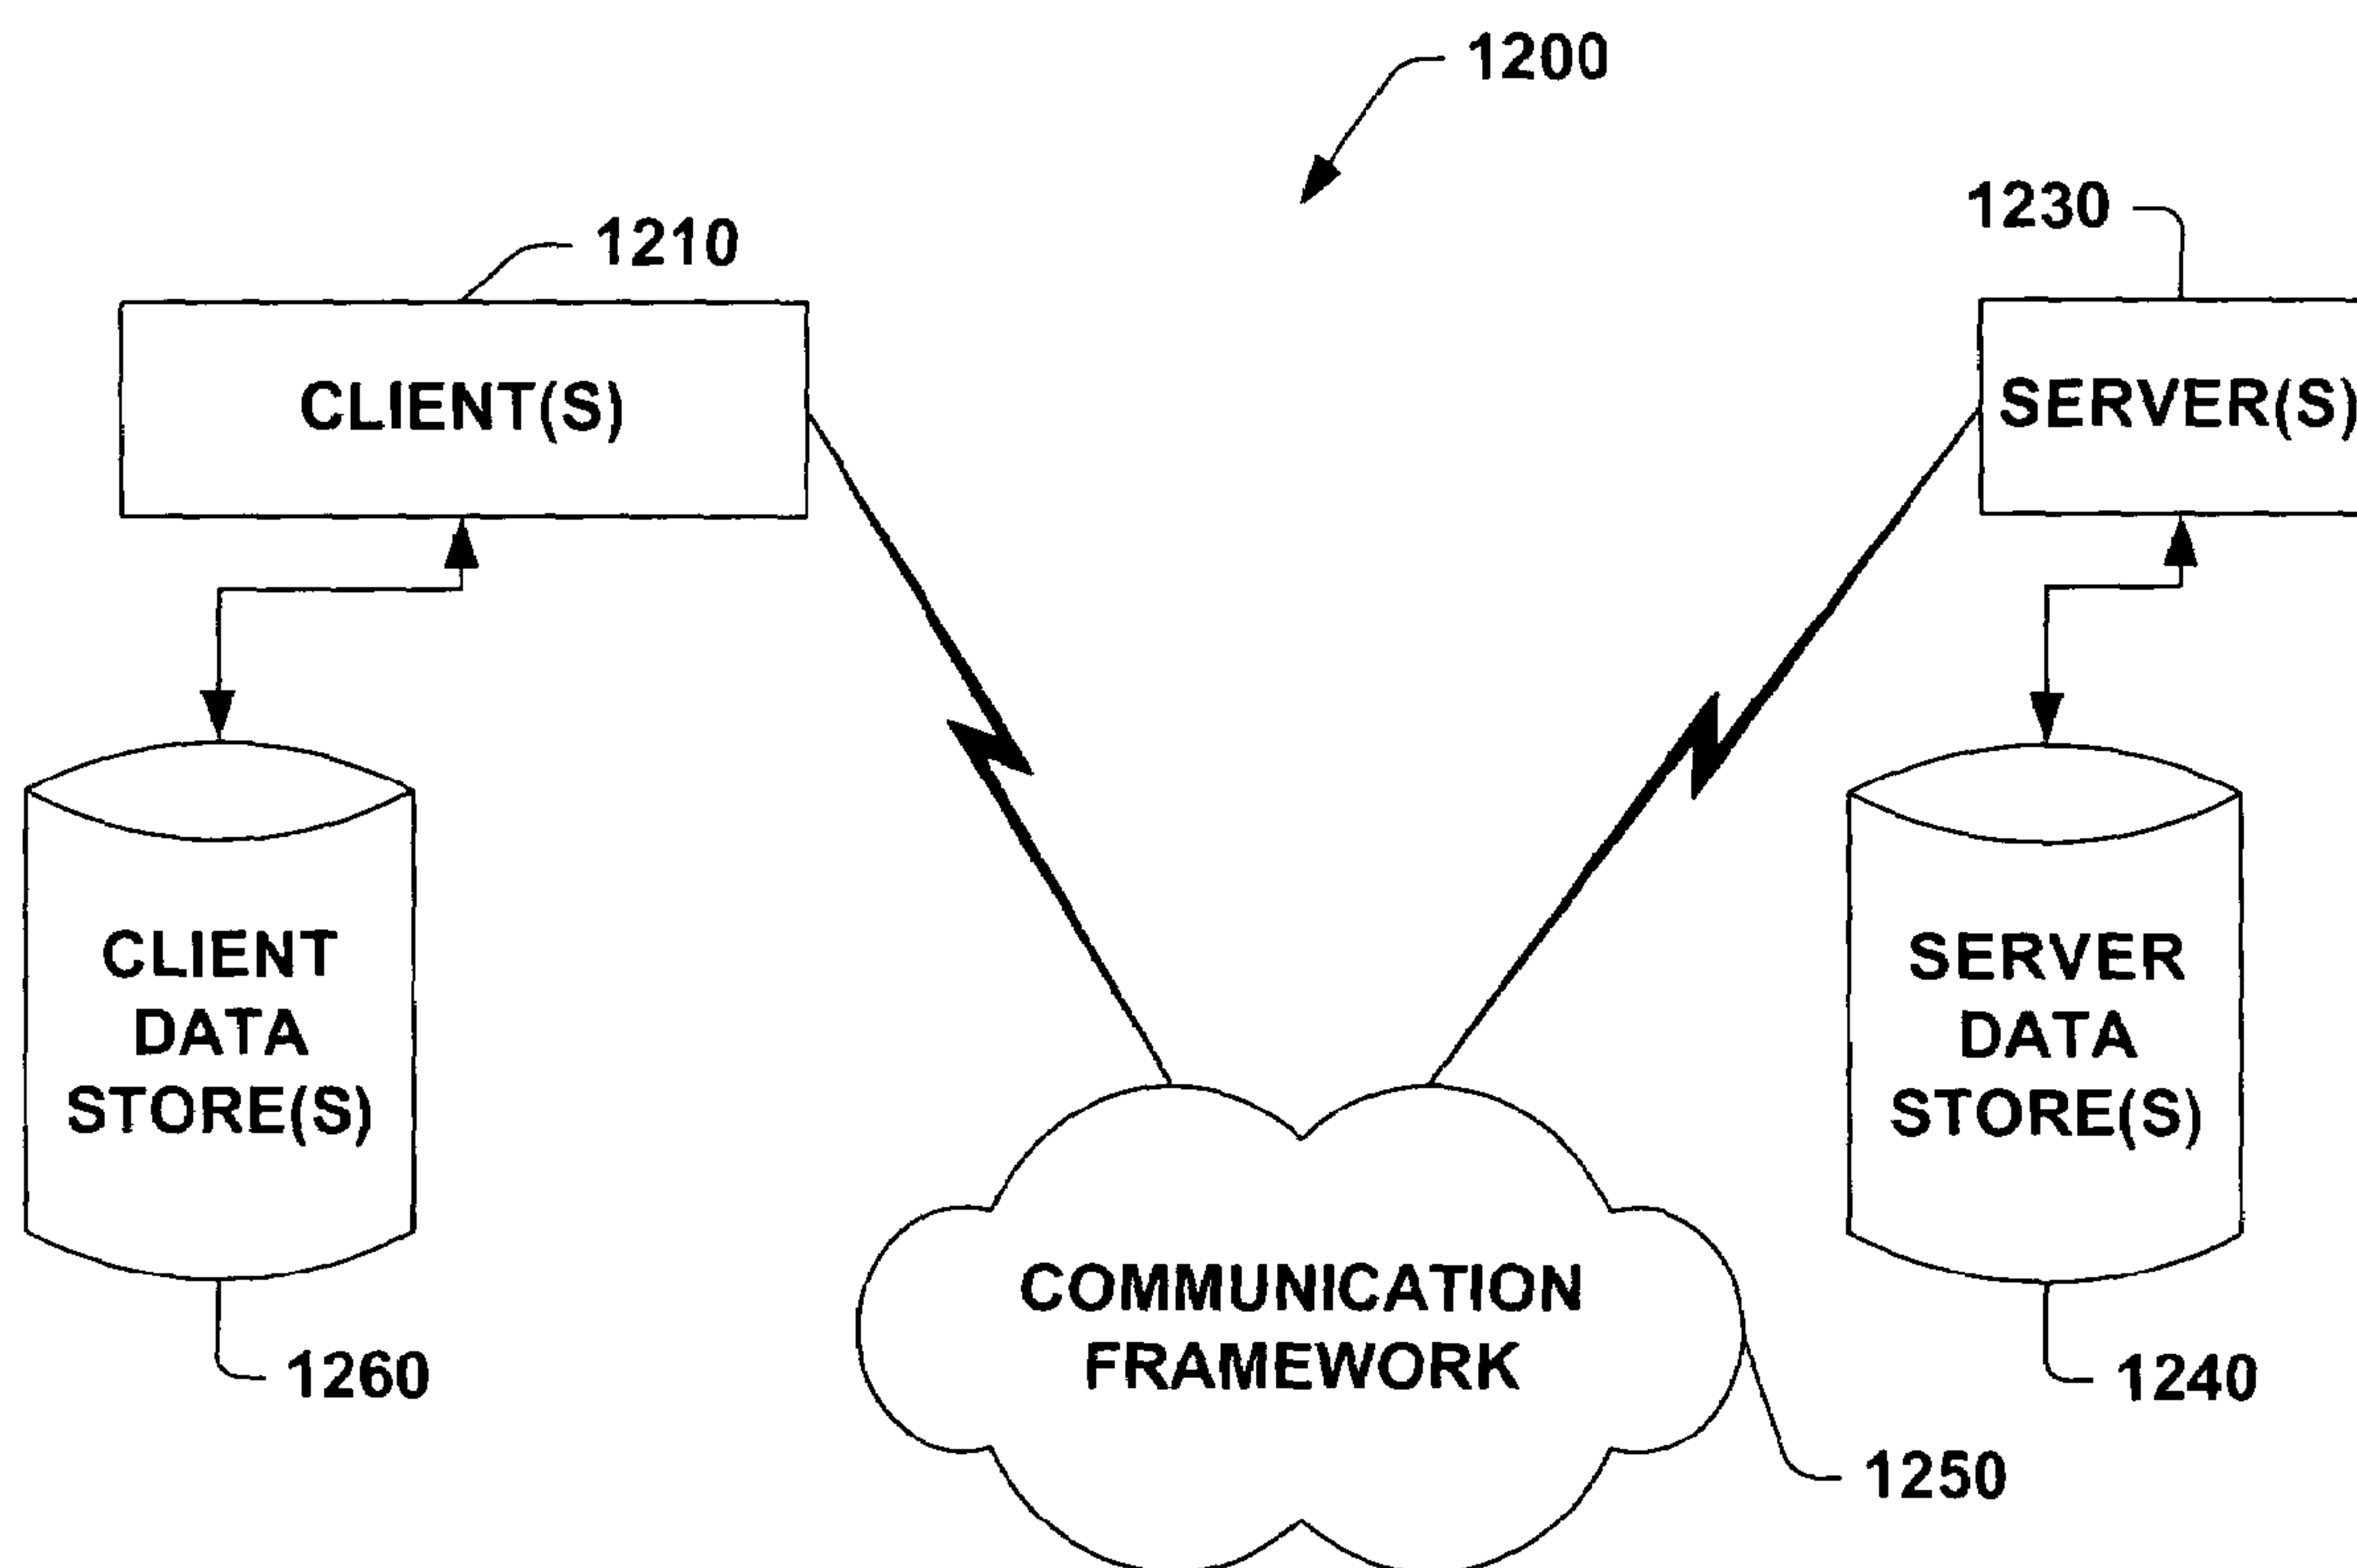 1200
1210
1230
CLIENT(S)
SERVER(S)
CLIENT
DATA
STORE(S)
SERVER
DATA
STORE(S)
COMMUNICATION
FRAMEWORK
1260
1240
1250